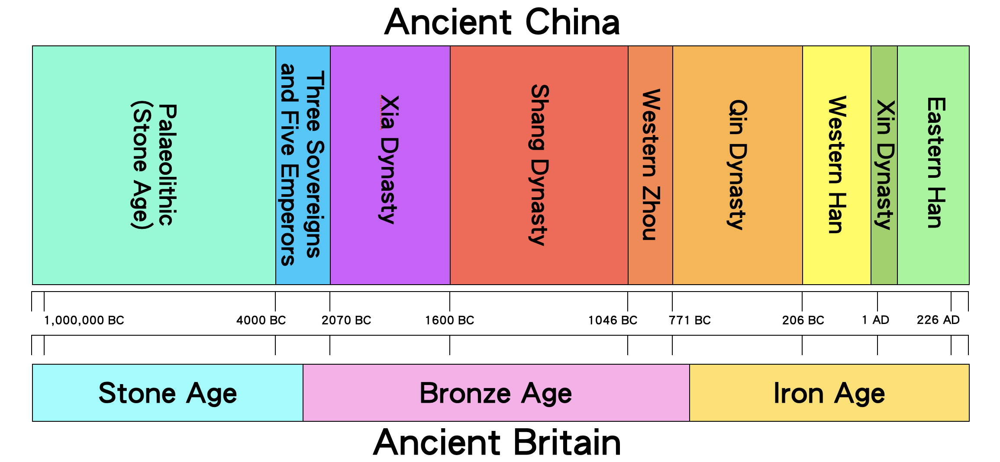 Ancient China
Palaeolithic
(Stone Age)
Three Sovereigns
and Five Emperors
Xia Dynasty
Shang Dynasty
Western Zhou
Qin Dynasty
Western Han
Xin Dynasty
Eastern Han
1,000,000 BC
4000 BC
2070 BC
1600 BC
1046 BC
771 BC
206 BC
1 AD
226 AD
Stone Age
Bronze Age
Iron Age
Ancient Britain